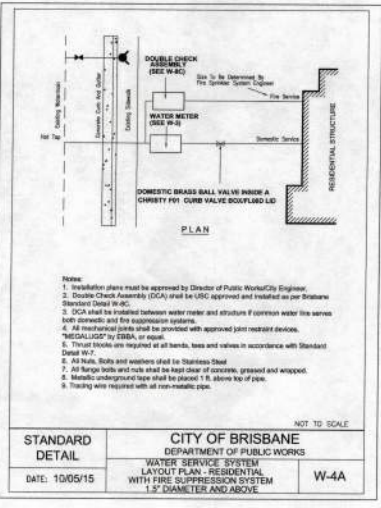 DOUBLE CHECK
ASSEMBLY
(SEE W-8C)
Size To Be Determined By
Fire Sprinkler System Engineer
Fire Service
WATER METER
(SEE W-3)
Existing Watermain
Concrete Curb And Gutter
Existing Sidewalk
Hot Tap
Domestic Service
RESIDENTIAL STRUCTURE
DOMESTIC BRASS BALL VALVE INSIDE A
CHRISTY F01 CURB VALVE BOX/FL08D LID
PLAN
Notes:
1. Installation plans must be approved by Director of Public Works/City Engineer.
2. Double Check Assembly (DCA) shall be USC approved and installed as per Brisbane
Standard Detail W-8C.
3. DCA shall be installed between water meter and structure if common water line serves
both domestic and fire suppression systems.
4. All mechanical joints shall be provided with approved joint restraint devices.
"MEGALUGS" by EBBA, or equal.
5. Thrust blocks are required at all bends, tees and valves in accordance with Standard
Detail W-7.
6. All Nuts, Bolts and washers shall be Stainless Steel
7. All flange bolts and nuts shall be kept clear of concrete, greased and wrapped.
8. Metallic underground tape shall be placed 1 ft. above top of pipe.
9. Tracing wire required with all non-metallic pipe.
NOT TO SCALE
STANDARD
DETAIL
DATE: 10/05/15
CITY OF BRISBANE
DEPARTMENT OF PUBLIC WORKS
WATER SERVICE SYSTEM
LAYOUT PLAN - RESIDENTIAL
WITH FIRE SUPPRESSION SYSTEM
1.5" DIAMETER AND ABOVE
W-4A